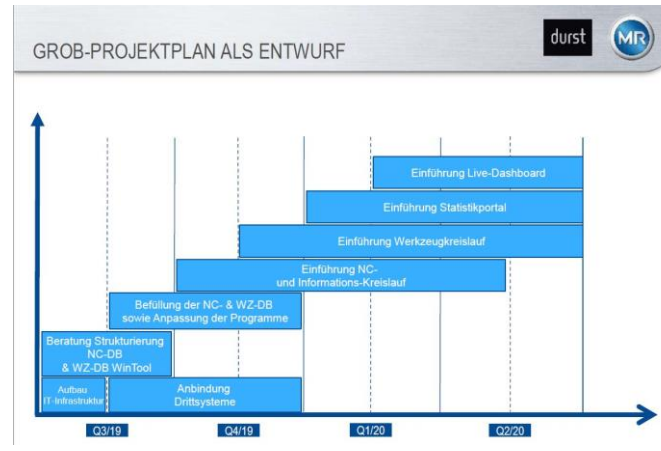 GROB-PROJEKTPLAN ALS ENTWURF
durst
MR
Einführung Live-Dashboard
Einführung Statistikportal
Einführung Werkzeugkreislauf
Einführung NC-
und Informations-Kreislauf
Befüllung der NC- & WZ-DB
sowie Anpassung der Programme
Beratung Strukturierung
NC-DB
& WZ-DB WinTool
Aufbau
IT-Infrastruktur
Anbindung
Drittsysteme
Q3/19
Q4/19
Q1/20
Q2/20